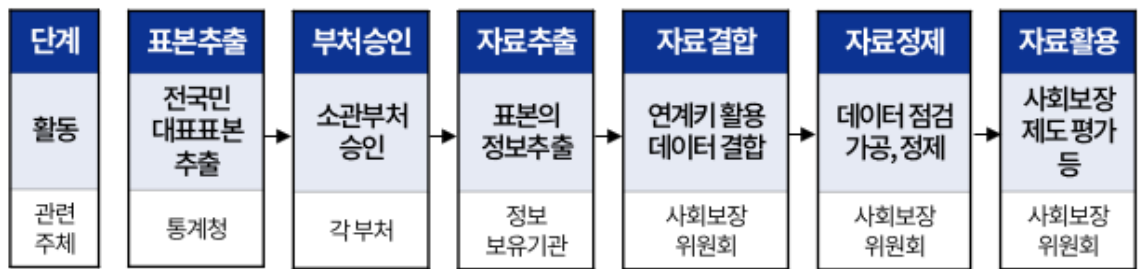 단계
표본추출
부처승인
자료추출
자료결합
자료정제
자료활용
활동
전국민
대표표본
추출
소관부처
승인
표본의
정보추출
연계키 활용
데이터 결합
데이터 점검
가공, 정제
사회보장
제도 평가
등
관련
주체
통계청
각 부처
정보
보유기관
사회보장
위원회
사회보장
위원회
사회보장
위원회